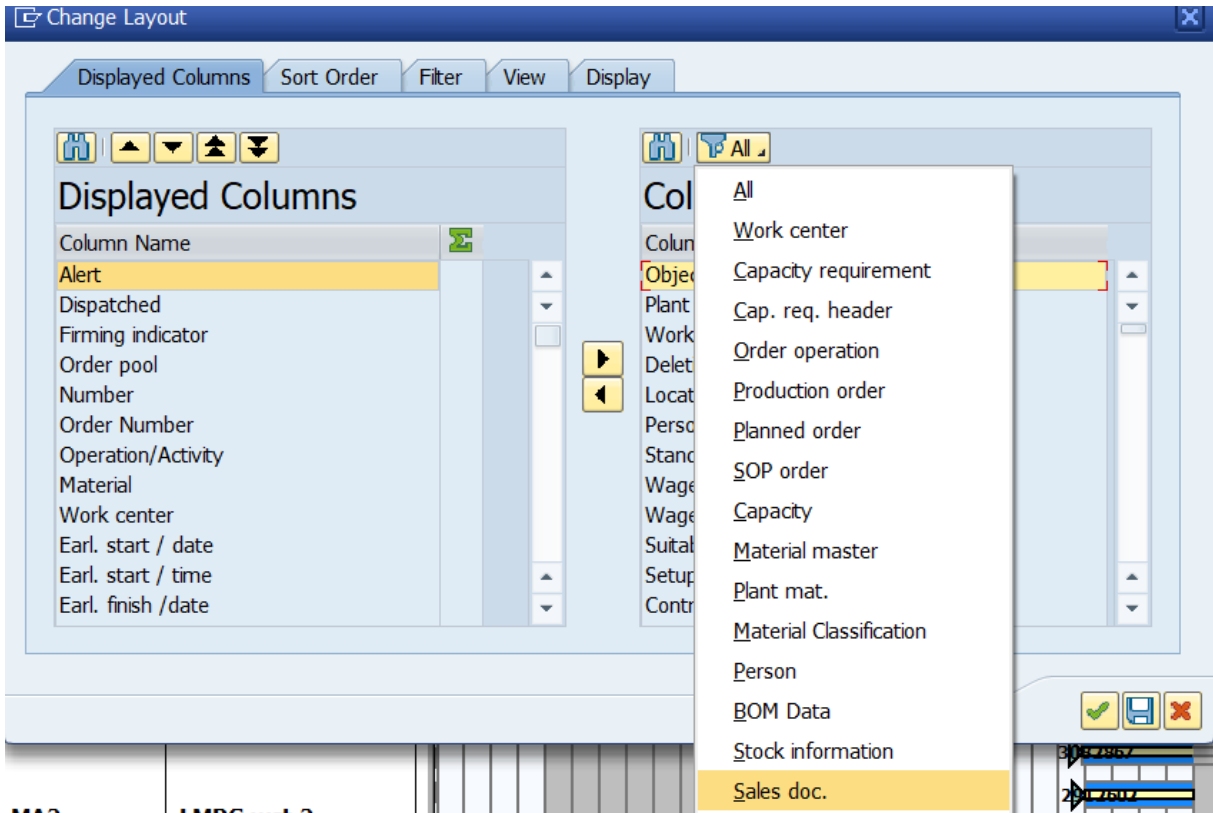 Change Layout
Displayed Columns
Sort Order
Filter
View
Display
All
Displayed Columns
Col
Column Name
Colun
Alert
Dispatched
Firming indicator
Order pool
Number
Order Number
Operation/Activity
Material
Work center
Earl. start / date
Earl. start / time
Earl. finish /date
Objec
Plant
Work
Delet
Locat
Perso
Stand
Wage
Wage
Suital
Setup
Contr
All
Work center
Capacity requirement
Cap. req. header
Order operation
Production order
Planned order
SOP order
Capacity
Material master
Plant mat.
Material Classification
Person
BOM Data
Stock information
Sales doc.